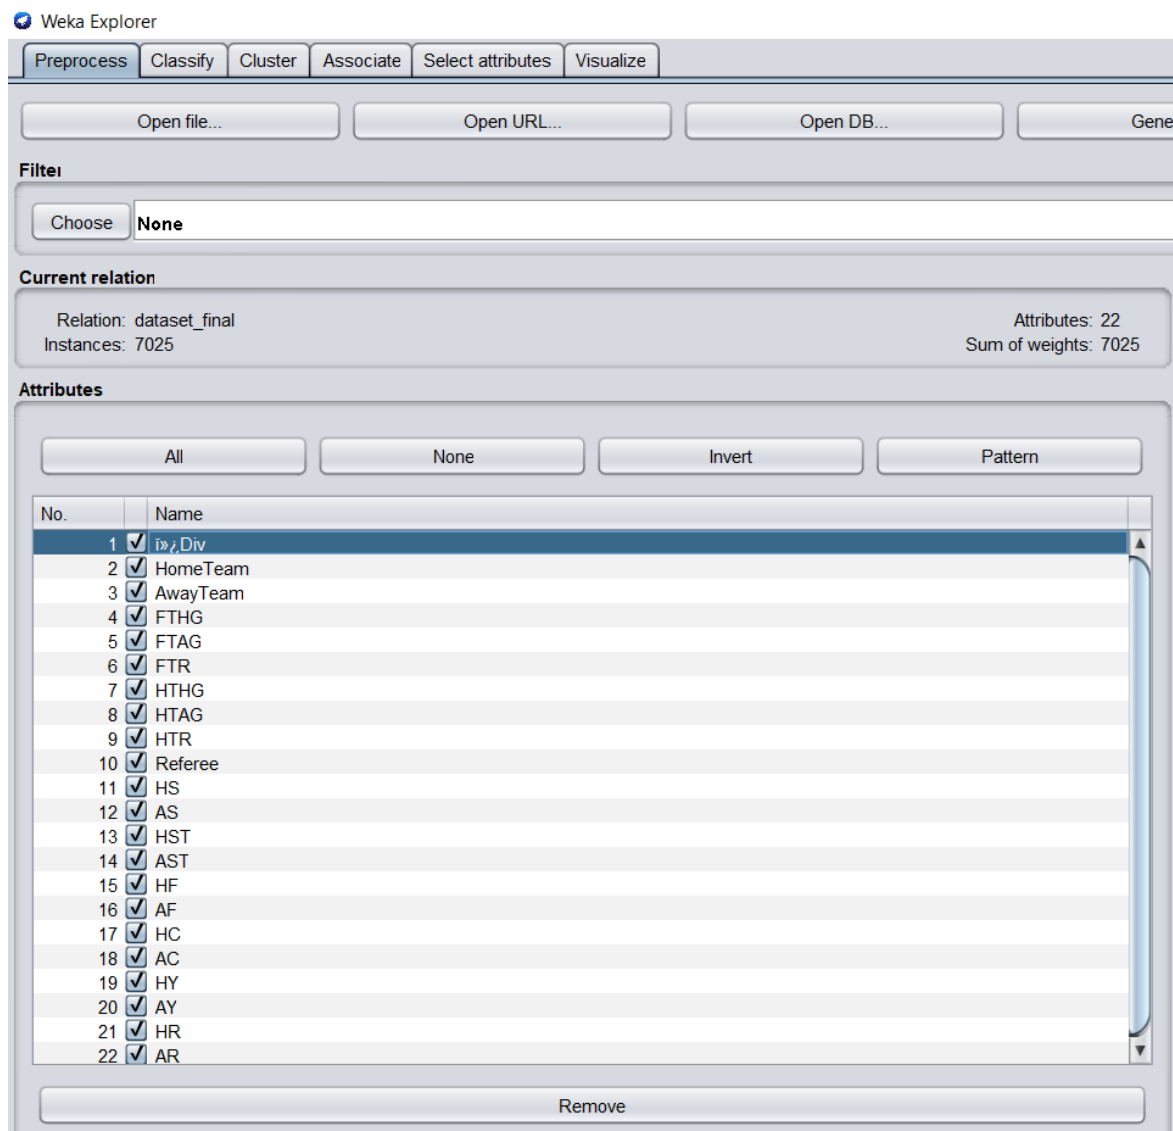 Weka Explorer
Preprocess Classify Cluster Associate Select attributes Visualize
Open file... Open URL... Open DB... Gene
Filter
Choose None
Current relation
Relation: dataset_final Attributes: 22
Instances: 7025 Sum of weights: 7025
Attributes
All None Invert Pattern
No. Name
1 ï»¿Div
2 HomeTeam
3 AwayTeam
4 FTHG
5 FTAG
6 FTR
7 HTHG
8 HTAG
9 HTR
10 Referee
11 HS
12 AS
13 HST
14 AST
15 HF
16 AF
17 HC
18 AC
19 HY
20 AY
21 HR
22 AR
Remove